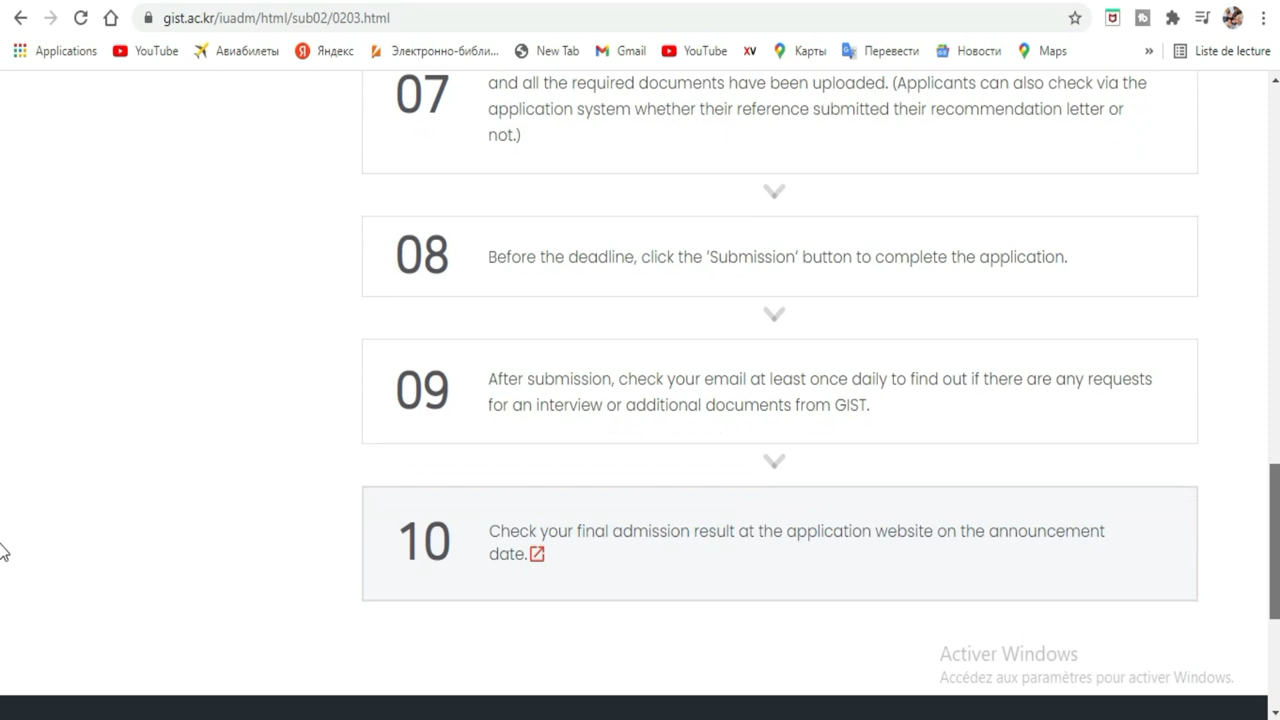 gist.ac.kr/iuadm/html/sub02/0203.html
Applications YouTube Авиабилеты Яндекс Электронно-библи... New Tab Gmail YouTube XV Карты Перевести Новости Maps » Liste de lecture
07
and all the required documents have been uploaded. (Applicants can also check via the
application system whether their reference submitted their recommendation letter or
not.)
08
Before the deadline, click the ‘Submission’ button to complete the application.
09
After submission, check your email at least once daily to find out if there are any requests
for an interview or additional documents from GIST.
10
Check your final admission result at the application website on the announcement
date.
Activer Windows
Accédez aux paramètres pour activer Windows.